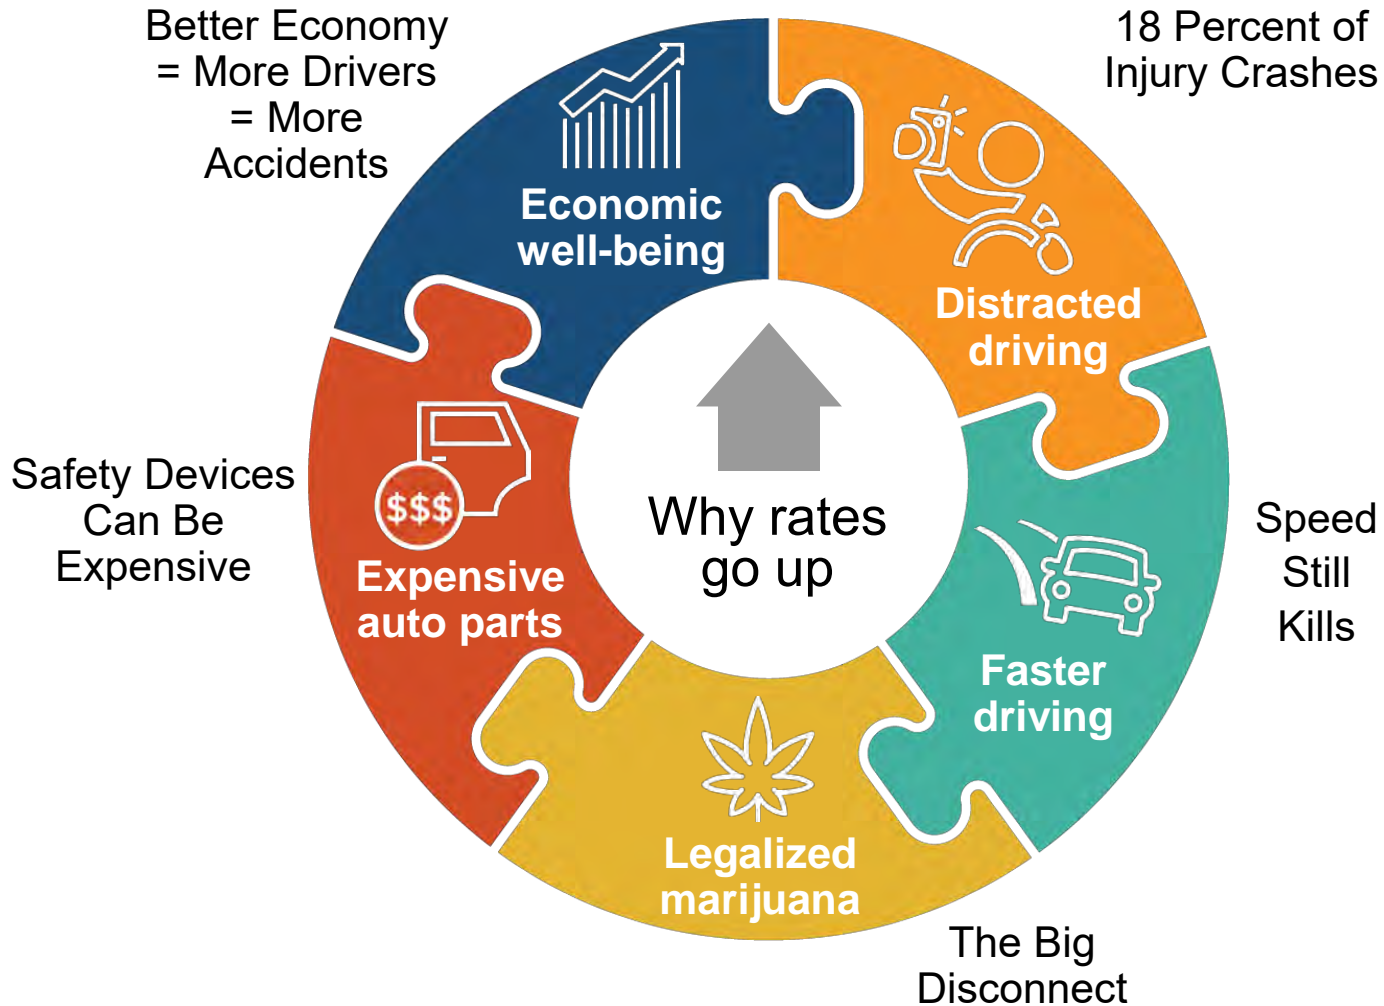 Better Economy
= More Drivers
= More
Accidents
18 Percent of
Injury Crashes
Economic
well-being
Distracted
driving
Why rates
go up
Safety Devices
Can Be
Expensive
$$$
Expensive
auto parts
Speed
Still
Kills
Faster
driving
Legalized
marijuana
The Big
Disconnect